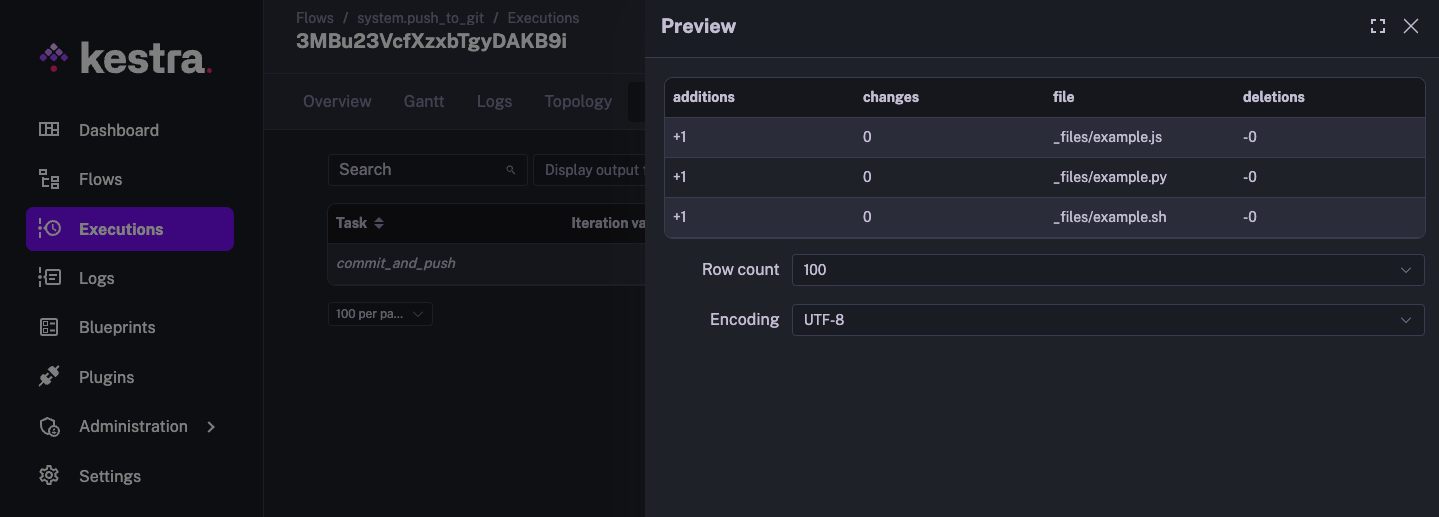 kestra.
Dashboard
Flows
Executions
Logs
Blueprints
Plugins
Administration
Settings
Flows / system.push_to_git / Executions
3MBu23VcfXzxbTgyDAKB9i
Overview Gantt Logs Topology
Search Display output
Task Iteration va
commit_and_push
100 per pa...
Preview
additions changes file deletions
+1 0 _files/example.js -0
+1 0 _files/example.py -0
+1 0 _files/example.sh -0
Row count 100
Encoding UTF-8